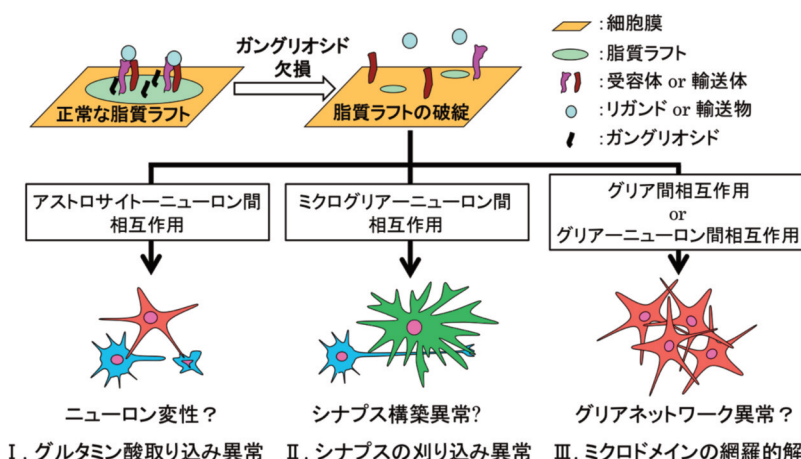 ガングリオシド
欠損
正常な脂質ラフト
脂質ラフトの破綻
：細胞膜
：脂質ラフト
：受容体 or 輸送体
：リガンド or 輸送物
：ガングリオシド
アストロサイトーニューロン間
相互作用
ミクログリアーニューロン間
相互作用
グリア間相互作用
or
グリアーニューロン間相互作用
ニューロン変性？
シナプス構築異常?
グリアネットワーク異常？
Ⅰ. グルタミン酸取り込み異常
Ⅱ. シナプスの刈り込み異常
Ⅲ. ミクロドメインの網羅的解